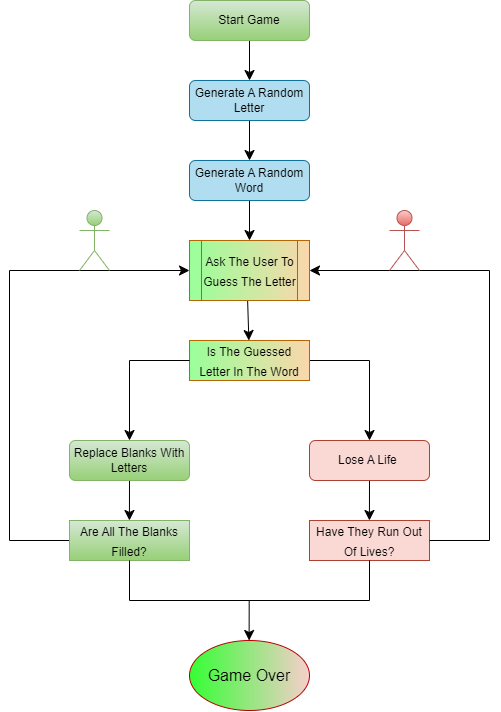 Start Game
Generate A Random
Letter
Generate A Random
Word
Ask The User To
Guess The Letter
Is The Guessed
Letter In The Word
Replace Blanks With
Letters
Lose A Life
Are All The Blanks
Filled?
Have They Run Out
Of Lives?
Game Over